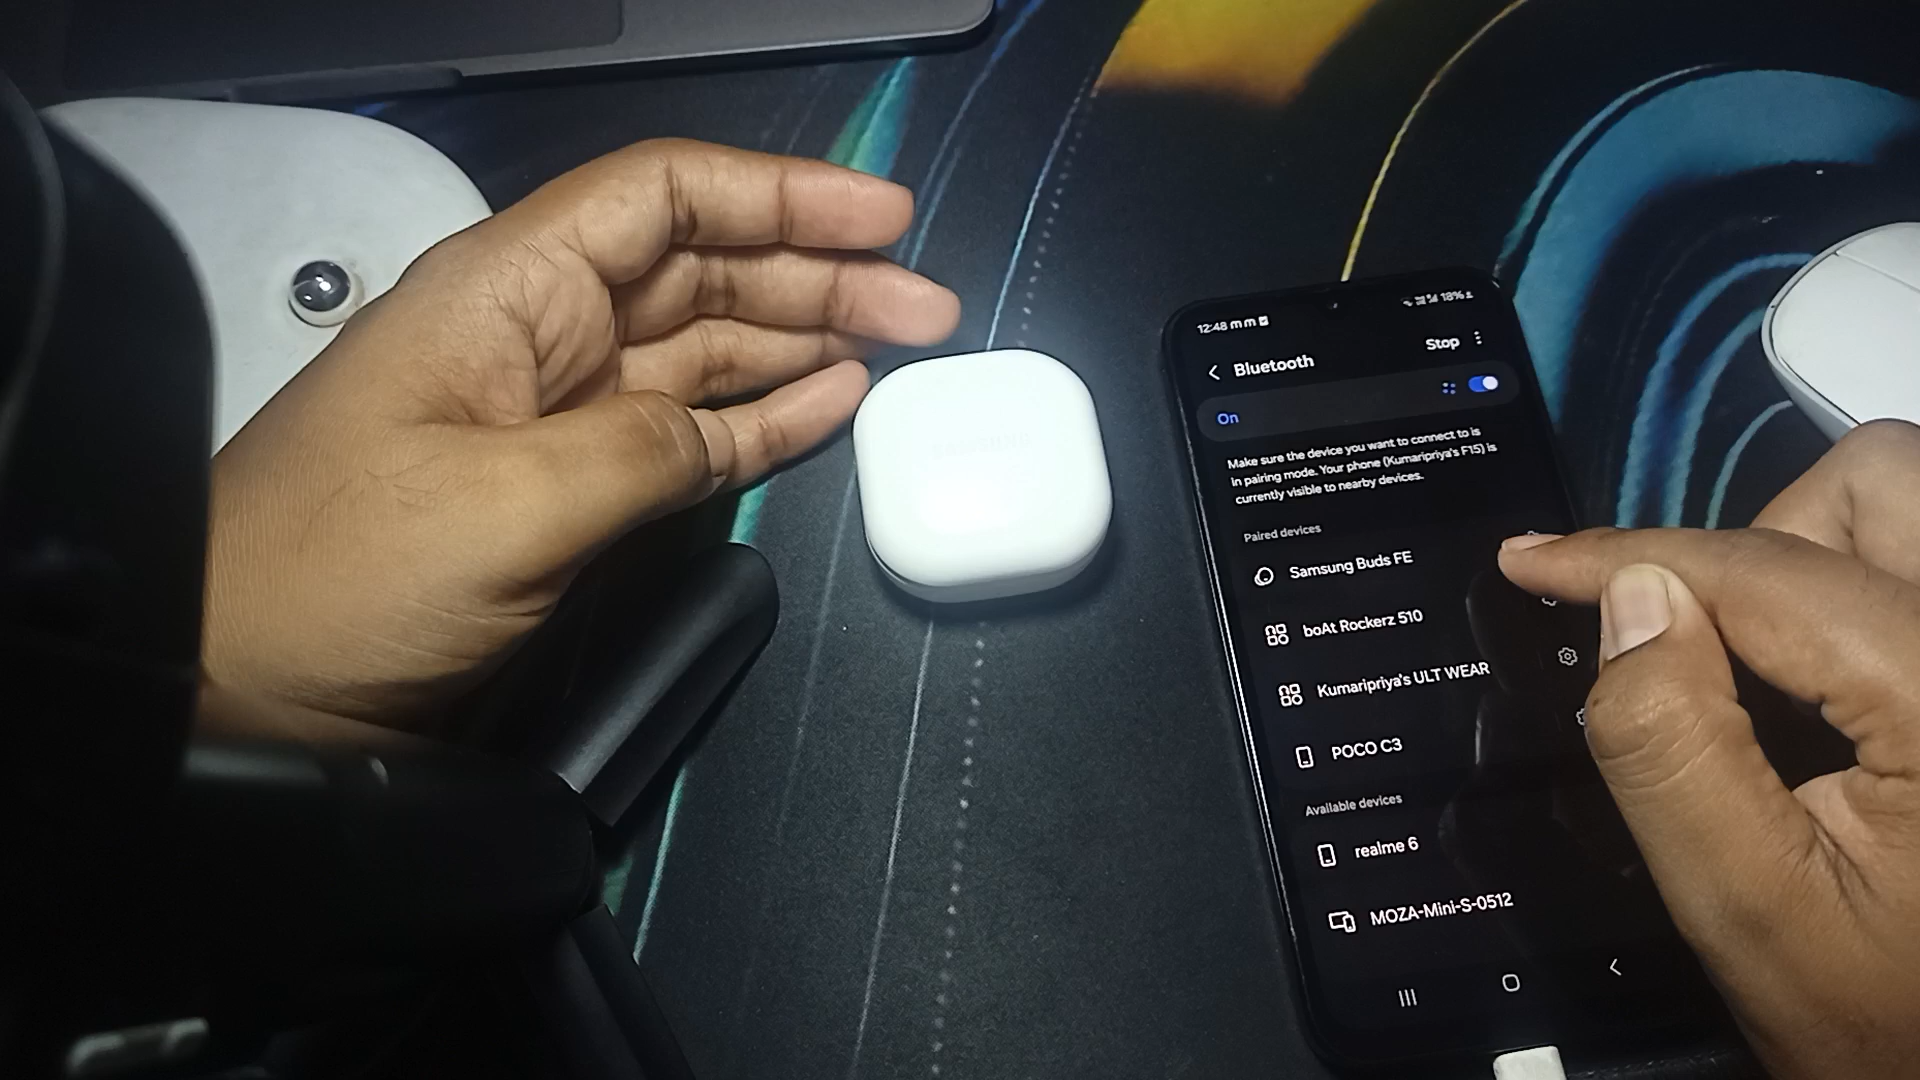 12:48 m m
18%
Bluetooth
Stop
On
Make sure the device you want to connect to is
in pairing mode. Your phone (Kumaripriya's F15) is
currently visible to nearby devices.
Paired devices
Samsung Buds FE
boAt Rockerz 510
Kumaripriya's ULT WEAR
POCO C3
Available devices
realme 6
MOZA-Mini-S-0512
SAMSUNG